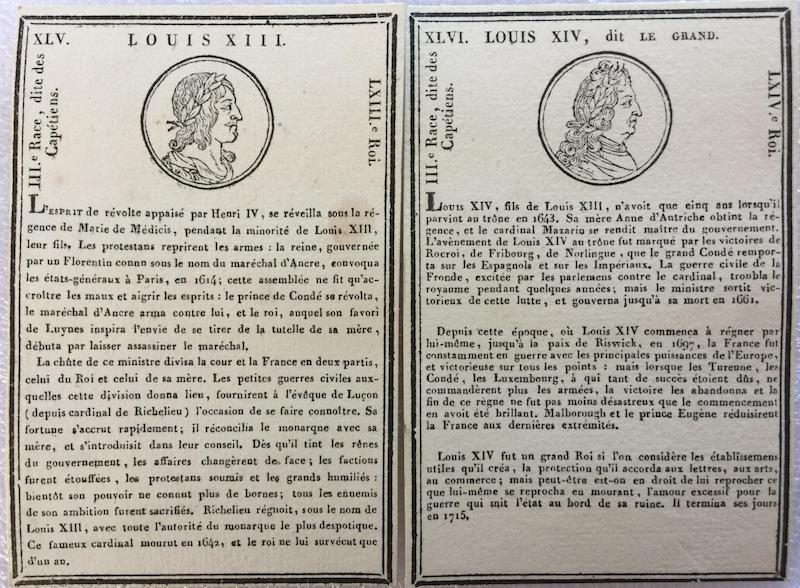 XLV. LOUIS XIII.
III.e Race, dite des
Capétiens.
LXIII.e Roi.
L'ESPRIT de révolte appaisé par Henri IV, se réveilla sous la ré-
gence de Marie de Médicis, pendant la minorité de Louis XIII,
leur fils. Les protestans reprirent les armes : la reine, gouvernée
par un Florentin connu sous le nom du maréchal d'Ancre, convoqua
les états-généraux à Paris, en 1614; cette assemblée ne fit qu'ac-
croître les maux et aigrir les esprits : le prince de Condé se révolta,
le maréchal d'Ancre arma contre lui, et le roi, auquel son favori
de Luynes inspira l'envie de se tirer de la tutelle de sa mère,
débuta par laisser assassiner le maréchal.
La chûte de ce ministre divisa la cour et la France en deux partis,
celui du Roi et celui de sa mère. Les petites guerres civiles aux-
quelles cette division donna lieu, fournirent à l'évêque de Luçon
(depuis cardinal de Richelieu) l'occasion de se faire connoître. Sa
fortune s'accrut rapidement; il réconcilia le monarque avec sa
mère, et s'introduisit dans leur conseil. Dès qu'il tint les rênes
du gouvernement, les affaires changèrent de face; les factions
furent étouffées, les protestans soumis et les grands humiliés :
bientôt son pouvoir ne connut plus de bornes; tous les ennemis
de son ambition furent sacrifiés. Richelieu régnoit, sous le nom de
Louis XIII, avec toute l'autorité du monarque le plus despotique.
Ce fameux cardinal mourut en 1642, et le roi ne lui survécut que
d'un an.
XLVI. LOUIS XIV, dit LE GRAND.
III.e Race, dite des
Capétiens.
LXIV.e Roi.
LOUIS XIV, fils de Louis XIII, n'avoit que cinq ans lorsqu'il
parvint au trône en 1643. Sa mère Anne d'Autriche obtint la ré-
gence, et le cardinal Mazarin se rendit maître du gouvernement.
L'avènement de Louis XIV au trône fut marqué par les victoires de
Rocroi, de Fribourg, de Norlingue, que le grand Condé rempor-
ta sur les Espagnols et sur les Impériaux. La guerre civile de la
Fronde, excitée par les parlemens contre le cardinal, troubla le
royaume pendant quelques années; mais le ministre sortit vic-
torieux de cette lutte, et gouverna jusqu'à sa mort en 1661.
Depuis cette époque, où Louis XIV commença à régner par
lui-même, jusqu'à la paix de Riswick, en 1697, la France fut
constamment en guerre avec les principales puissances de l'Europe,
et victorieuse sur tous les points : mais lorsque les Turenne, les
Condé, les Luxembourg, à qui tant de succès étoient dûs, ne
commandèrent plus les armées, la victoire les abandonna et la
fin de ce règne ne fut pas moins désastreux que le commencement
en avoit été brillant. Malborough et le prince Eugène réduisirent
la France aux dernières extrémités.
Louis XIV fut un grand Roi si l'on considère les établissemens
utiles qu'il créa, la protection qu'il accorda aux lettres, aux arts,
au commerce; mais peut-être est-on en droit de lui reprocher ce
que lui-même se reprocha en mourant, l'amour excessif pour la
guerre qui mit l'état au bord de sa ruine. Il termina ses jours
en 1715,